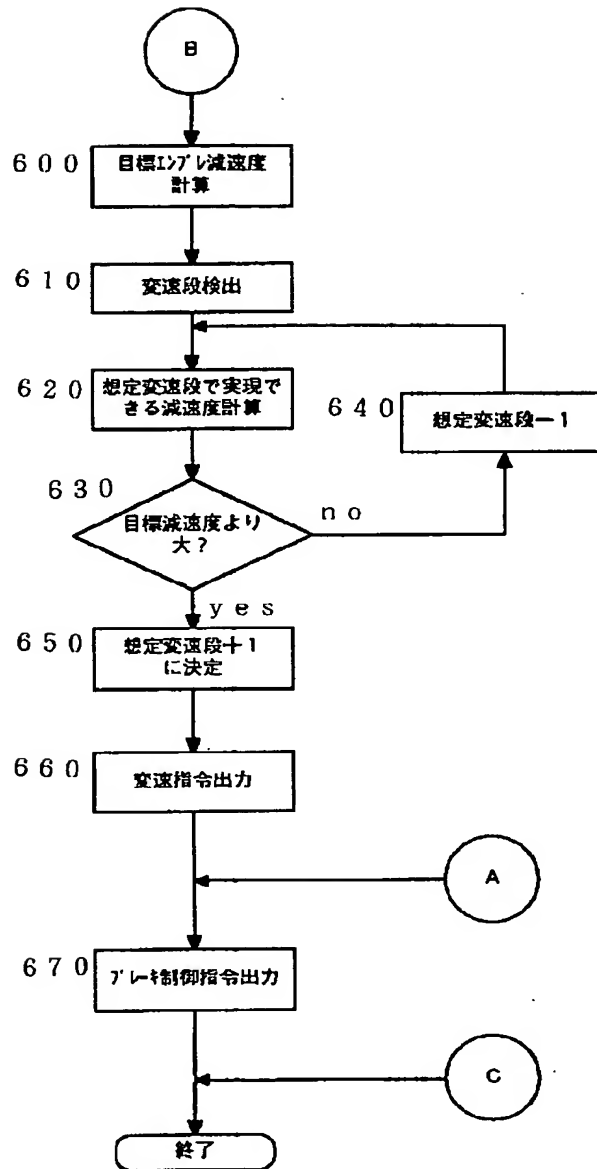 B
600
目標ｴﾝﾌﾞﾚ減速度
計算
610
変速段検出
620
想定変速段で実現で
きる減速度計算
640
想定変速段－1
630
目標減速度より
大？
no
yes
650
想定変速段＋1
に決定
660
変速指令出力
A
670
ﾌﾞﾚｰｷ制御指令出力
C
終了